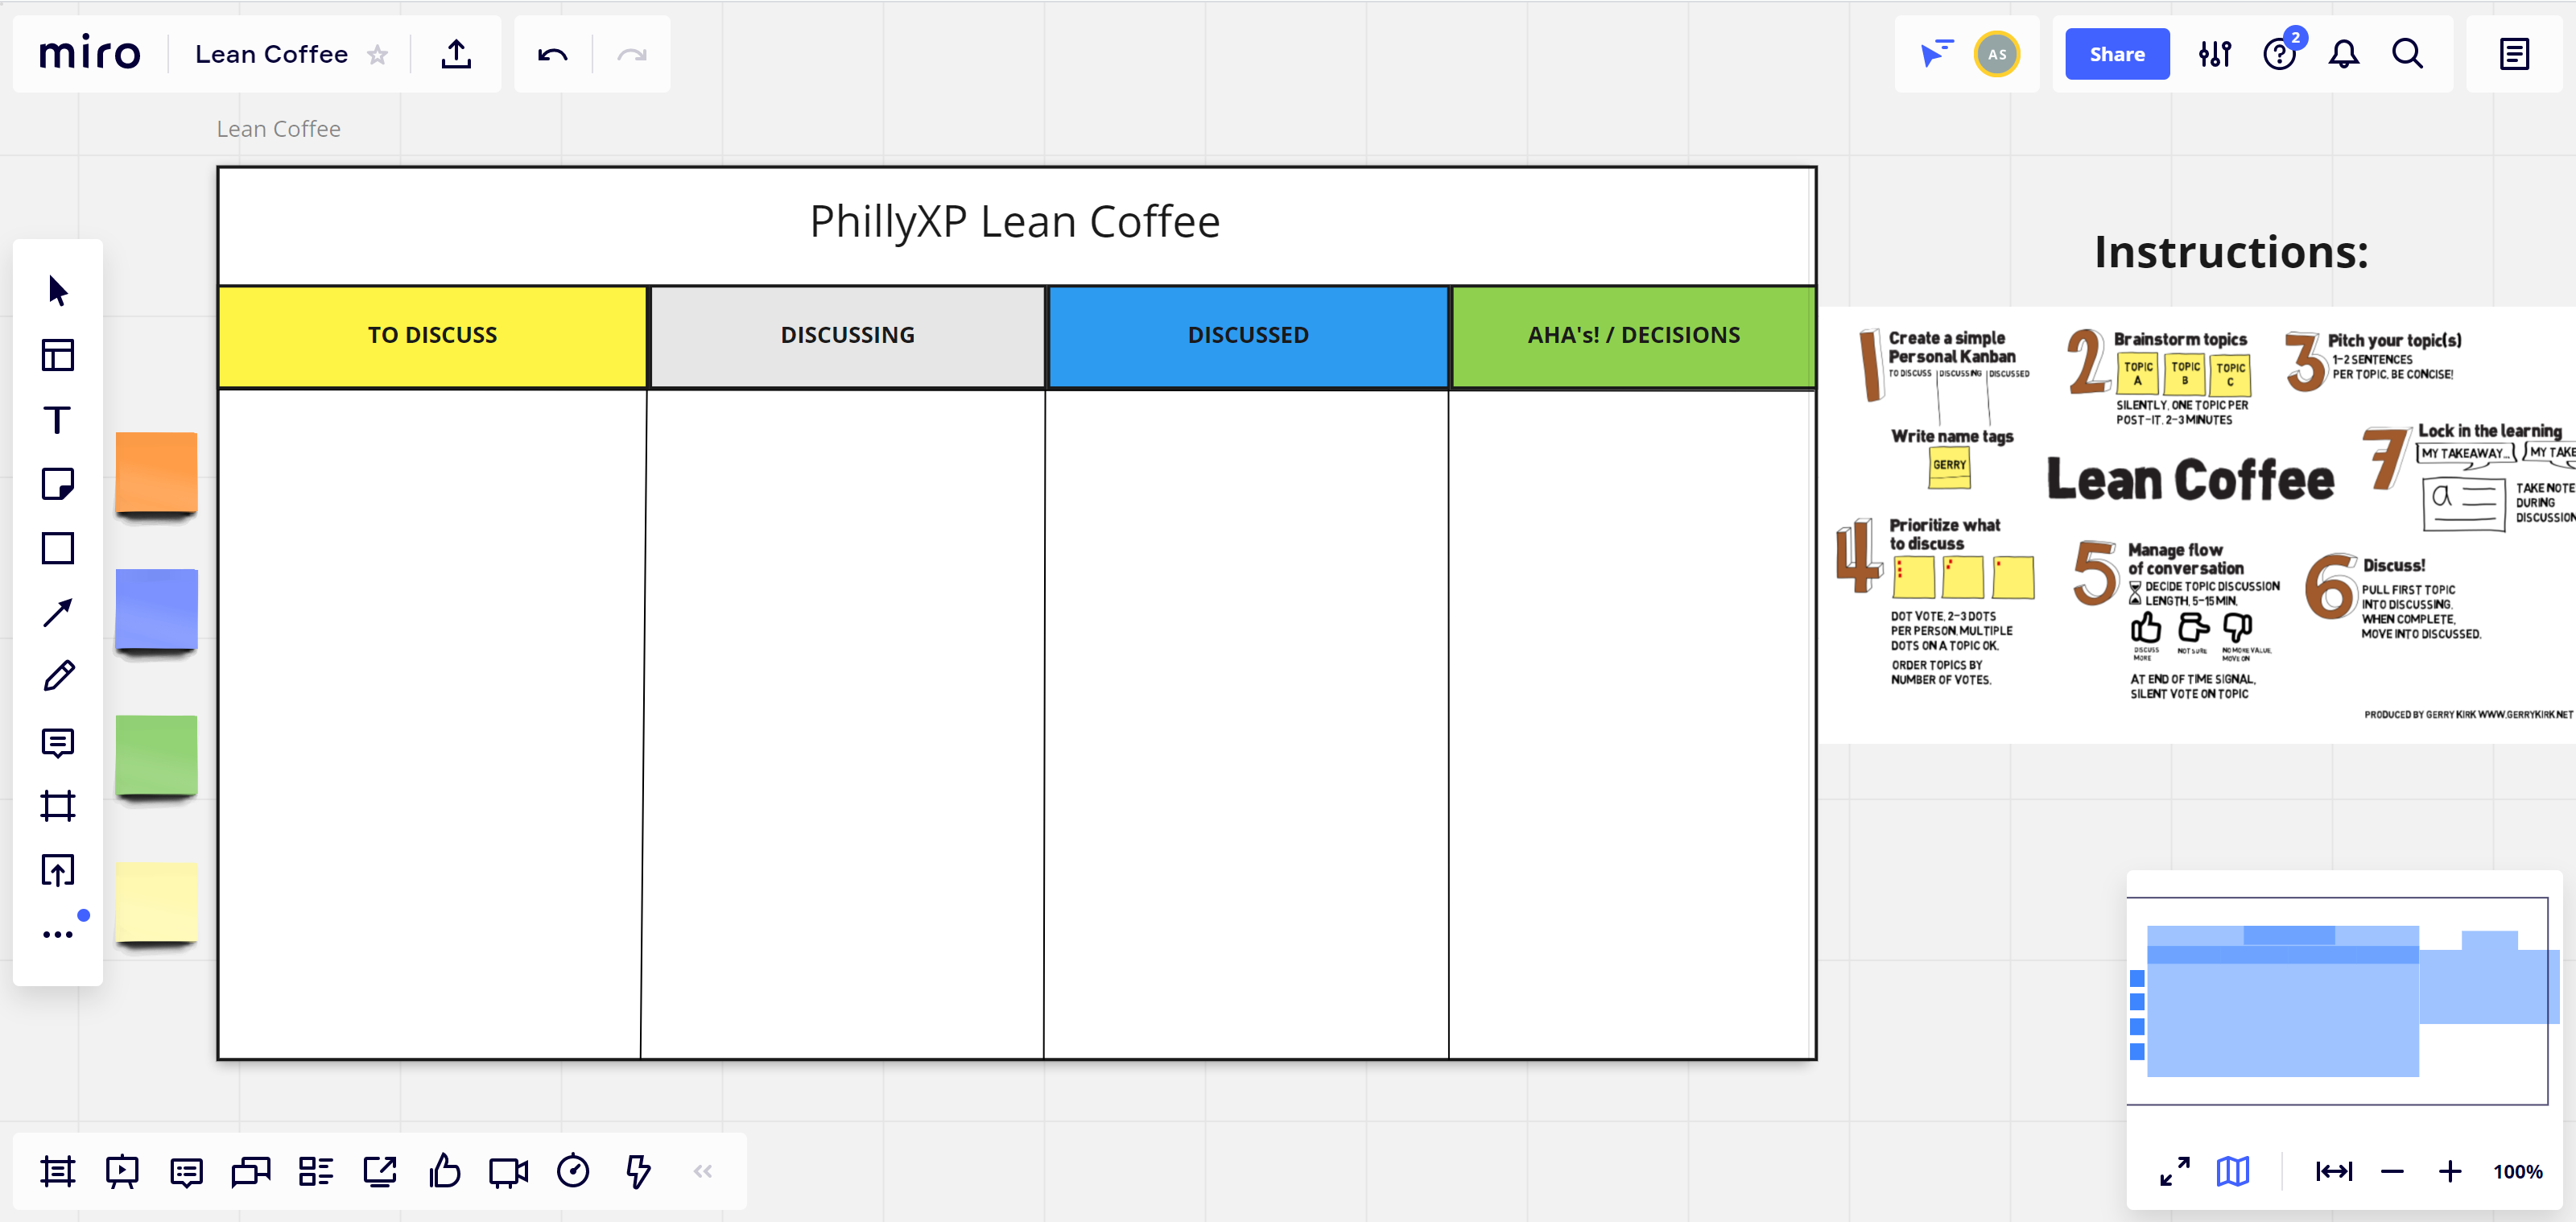 miro
Lean Coffee
AS
Share
2
Lean Coffee
PhillyXP Lean Coffee
TO DISCUSS
DISCUSSING
DISCUSSED
AHA's! / DECISIONS
Instructions:
1
Create a simple
Personal Kanban
TO DISCUSS
DISCUSSING
DISCUSSED
Write name tags
GERRY
2
Brainstorm topics
TOPIC
A
TOPIC
B
TOPIC
C
SILENTLY, ONE TOPIC PER
POST-IT. 2-3 MINUTES
3
Pitch your topic(s)
1-2 SENTENCES
PER TOPIC. BE CONCISE!
Lean Coffee
7
Lock in the learning
MY TAKEAWAY...
MY TAKE
a
TAKE NOTE
DURING
DISCUSSION
4
Prioritize what
to discuss
DOT VOTE, 2-3 DOTS
PER PERSON. MULTIPLE
DOTS ON A TOPIC OK.
ORDER TOPICS BY
NUMBER OF VOTES.
5
Manage flow
of conversation
DECIDE TOPIC DISCUSSION
LENGTH, 5-15 MIN.
DISCUSS
MORE
NOT SURE
NO MORE VALUE,
MOVE ON
AT END OF TIME SIGNAL,
SILENT VOTE ON TOPIC
6
Discuss!
PULL FIRST TOPIC
INTO DISCUSSING.
WHEN COMPLETE,
MOVE INTO DISCUSSED.
PRODUCED BY GERRY KIRK WWW.GERRYKIRK.NET
100%